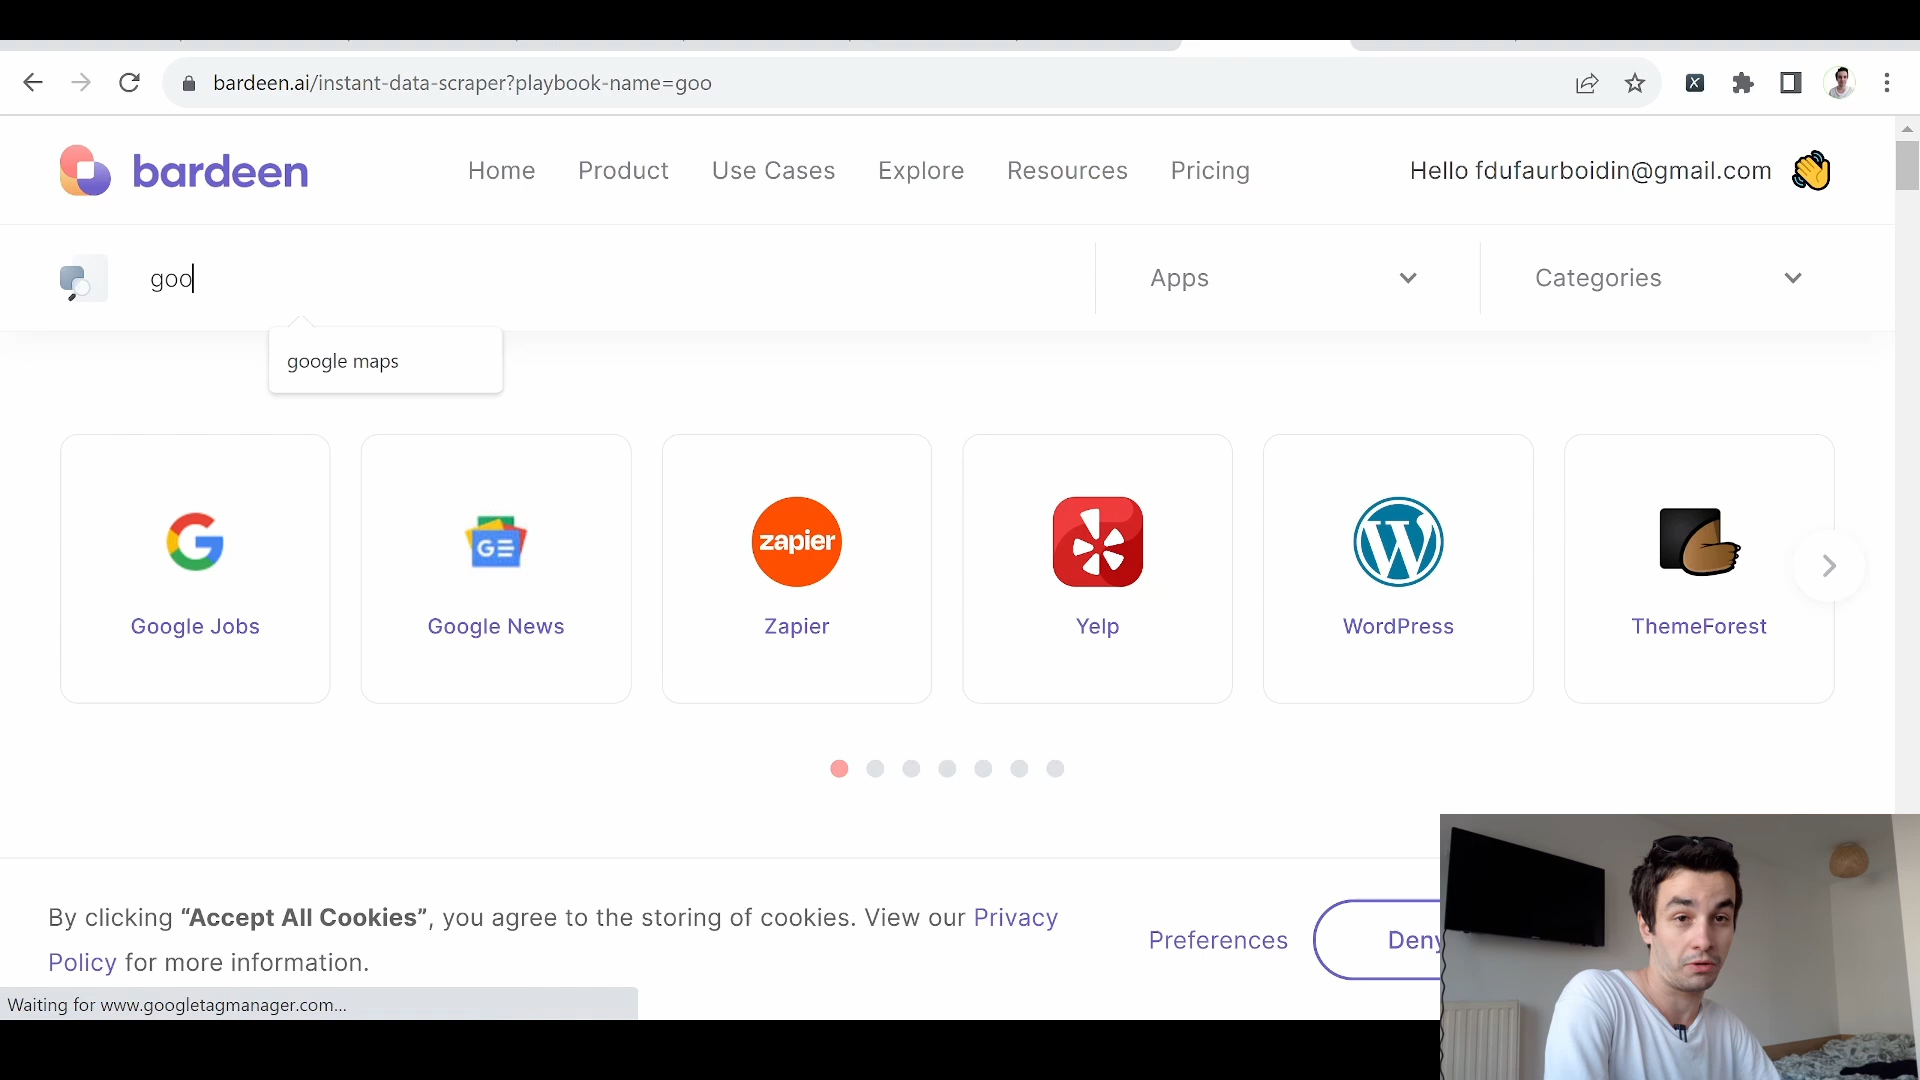 bardeen.ai/instant-data-scraper?playbook-name=goo
bardeen
Home
Product
Use Cases
Explore
Resources
Pricing
Hello fdufaurboidin@gmail.com
goo
Apps
Categories
google maps
G
GE
zapier
W
Google Jobs
Google News
Zapier
Yelp
WordPress
ThemeForest
By clicking “Accept All Cookies”, you agree to the storing of cookies. View our Privacy
Policy for more information.
Preferences
Deny
Waiting for www.googletagmanager.com...